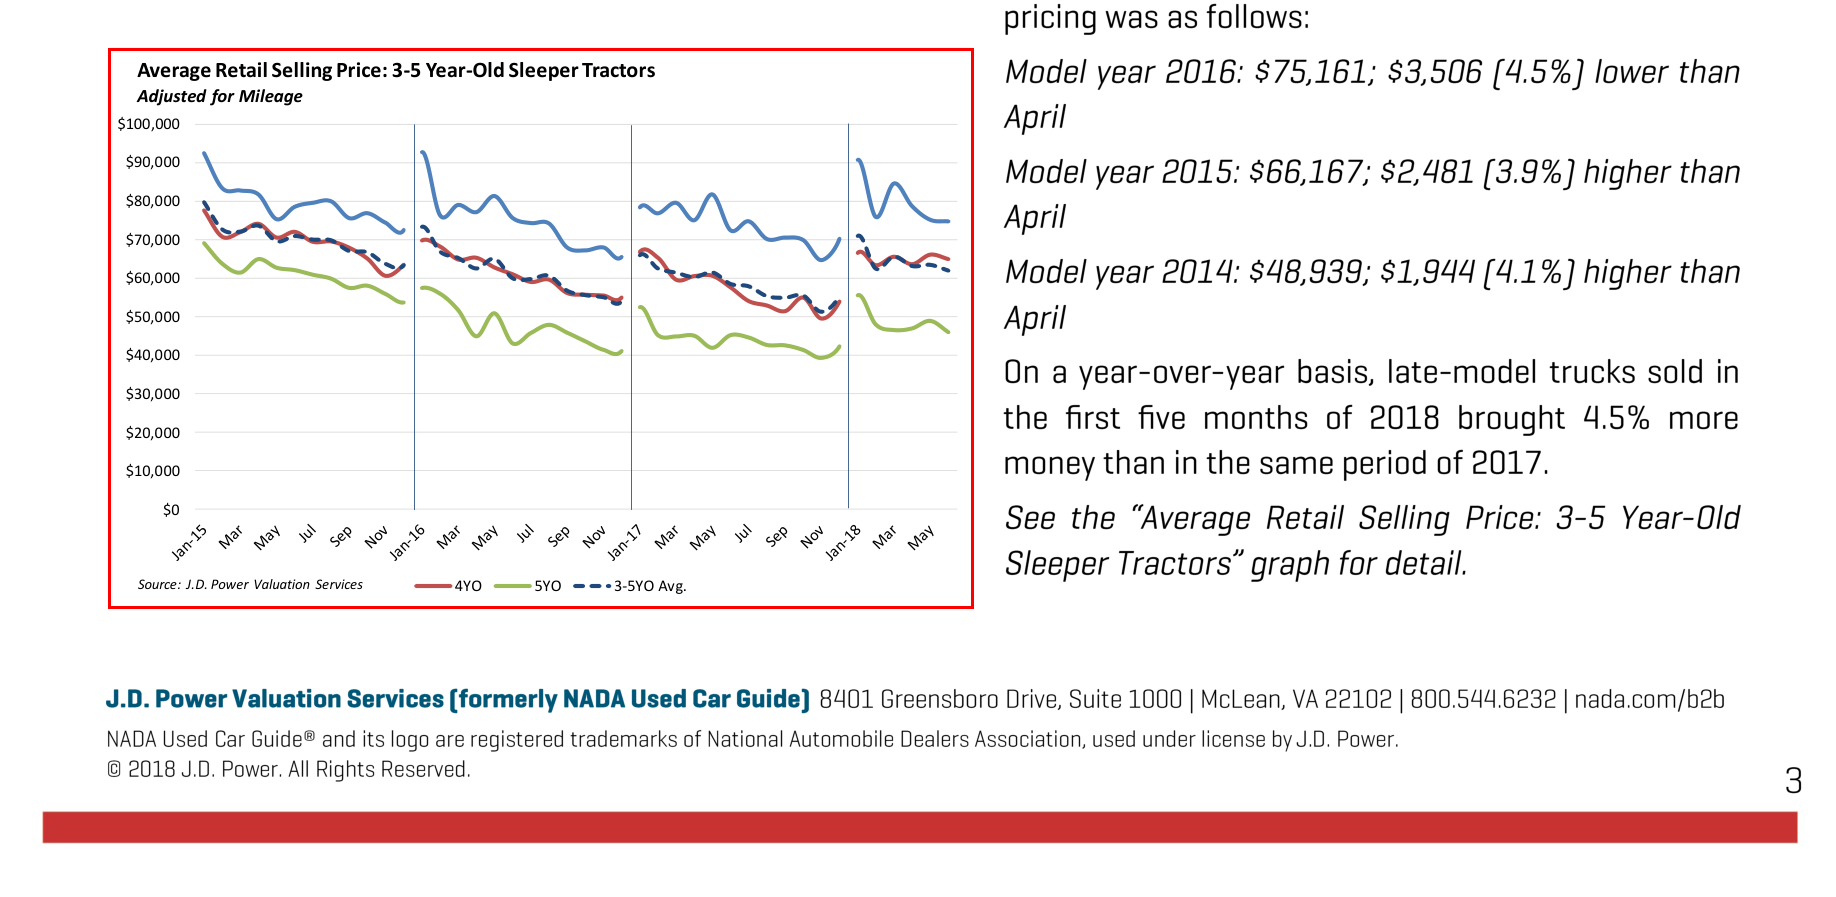 Average Retail Selling Price: 3-5 Year-Old Sleeper Tractors
Adjusted for Mileage
$100,000
$90,000
$80,000
$70,000
$60,000
$50,000
$40,000
$30,000
$20,000
$10,000
$0
Jan-15 Mar May Jul Sep Nov Jan-16 Mar May Jul Sep Nov Jan-17 Mar May Jul Sep Nov Jan-18 Mar May
Source: J.D. Power Valuation Services
4YO 5YO 3-5YO Avg.
pricing was as follows:
Model year 2016: $75,161; $3,506 (4.5%) lower than
April
Model year 2015: $66,167; $2,481 (3.9%) higher than
April
Model year 2014: $48,939; $1,944 (4.1%) higher than
April
On a year-over-year basis, late-model trucks sold in
the first five months of 2018 brought 4.5% more
money than in the same period of 2017.
See the “Average Retail Selling Price: 3-5 Year-Old
Sleeper Tractors” graph for detail.
J.D. Power Valuation Services (formerly NADA Used Car Guide) 8401 Greensboro Drive, Suite 1000 | McLean, VA 22102 | 800.544.6232 | nada.com/b2b
NADA Used Car Guide® and its logo are registered trademarks of National Automobile Dealers Association, used under license by J.D. Power.
© 2018 J.D. Power. All Rights Reserved.
3